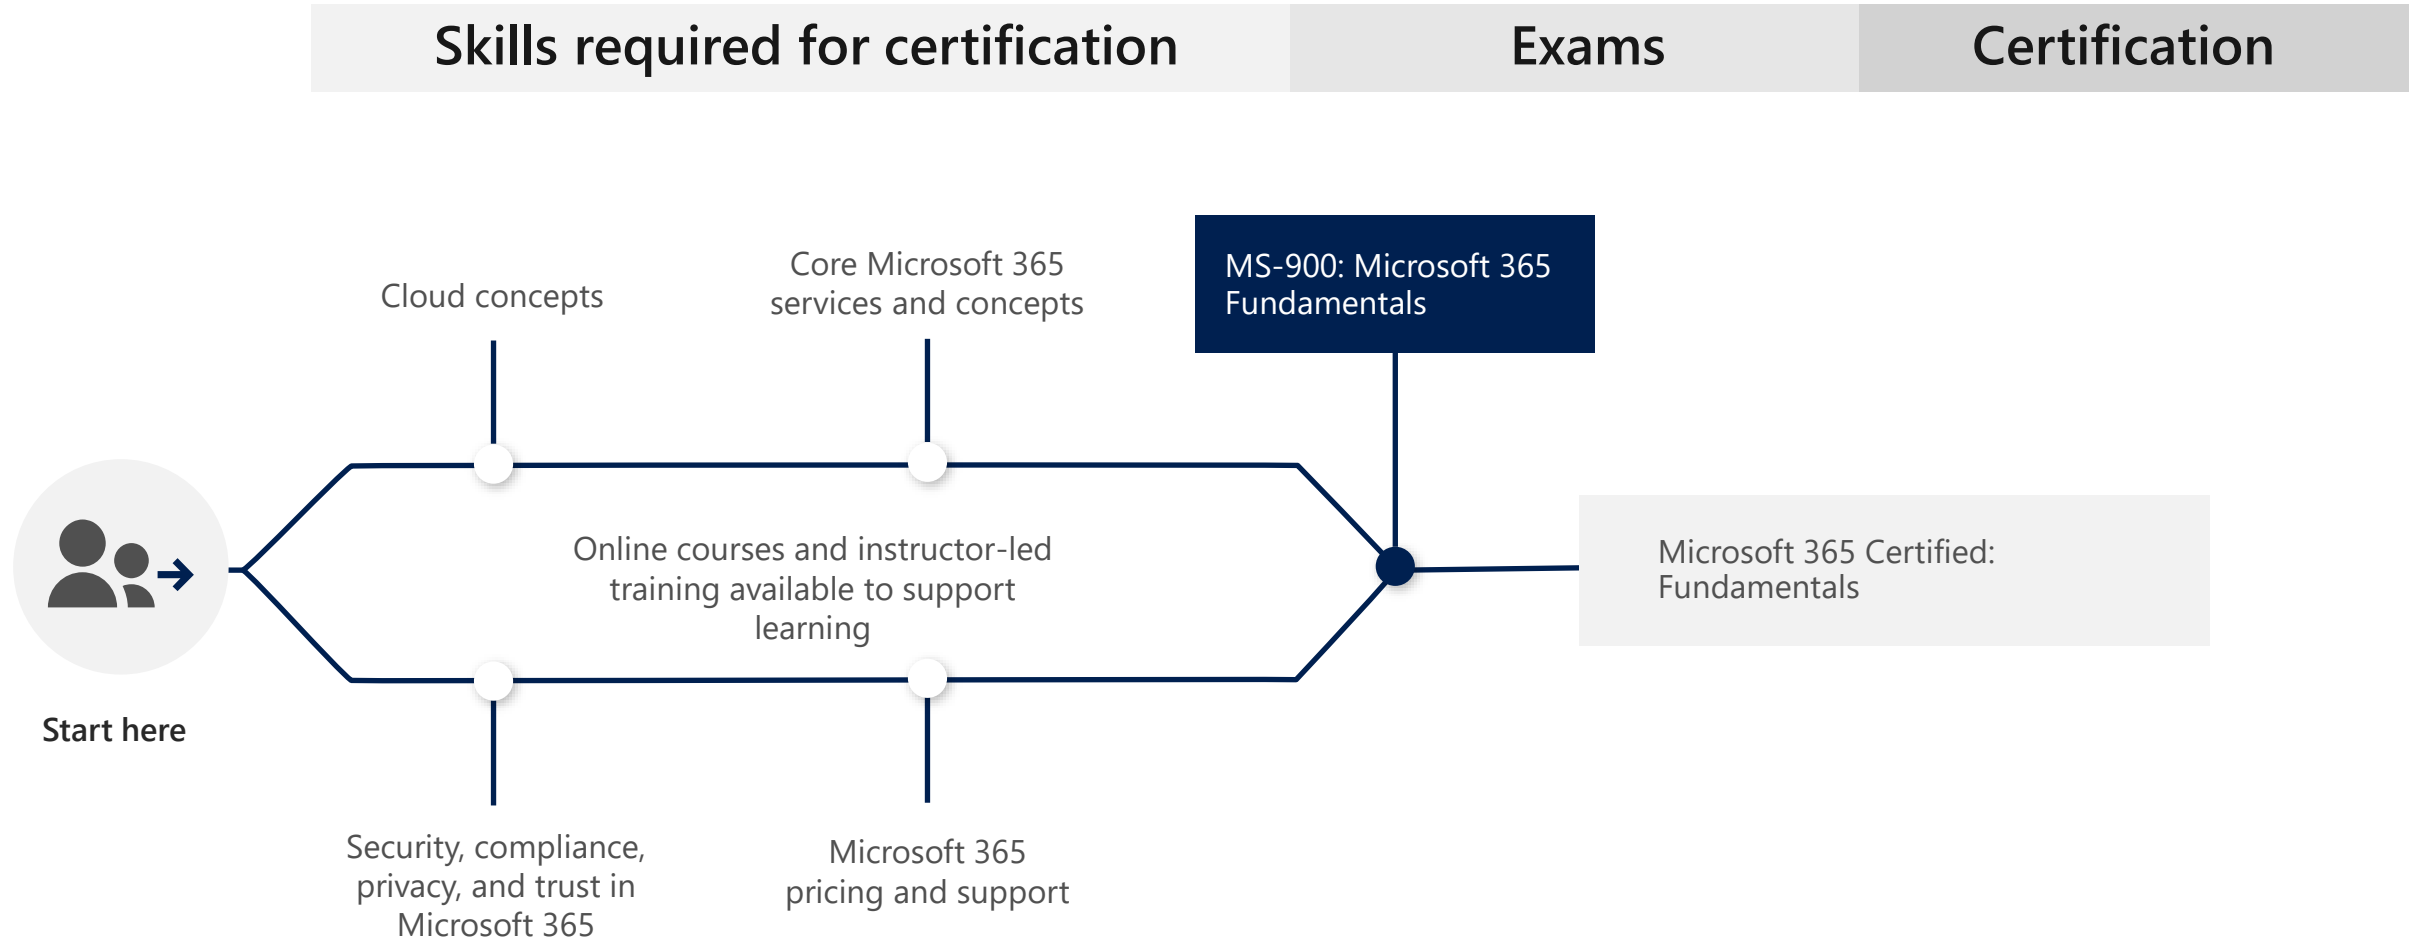 Skills required for certification
Exams
Certification
Cloud concepts
Core Microsoft 365
services and concepts
MS-900: Microsoft 365
Fundamentals
Online courses and instructor-led
training available to support
learning
Microsoft 365 Certified:
Fundamentals
Start here
Security, compliance,
privacy, and trust in
Microsoft 365
Microsoft 365
pricing and support